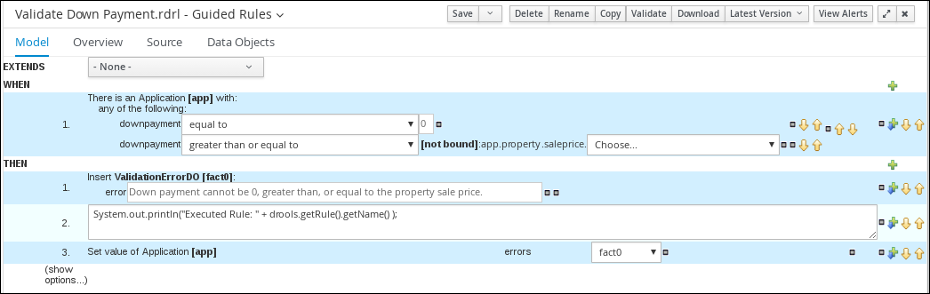 Validate Down Payment.rdrl - Guided Rules
Save Delete Rename Copy Validate Download Latest Version View Alerts
Model Overview Source Data Objects
EXTENDS - None -
WHEN
There is an Application [app] with:
any of the following:
1. downpayment equal to 0
downpayment greater than or equal to [not bound]:app.property.saleprice. Choose...
THEN
Insert ValidationErrorDO [fact0]:
1.
error Down payment cannot be 0, greater than, or equal to the property sale price.
System.out.println("Executed Rule: " + drools.getRule().getName() );
2.
3. Set value of Application [app] errors fact0
(show
options...)